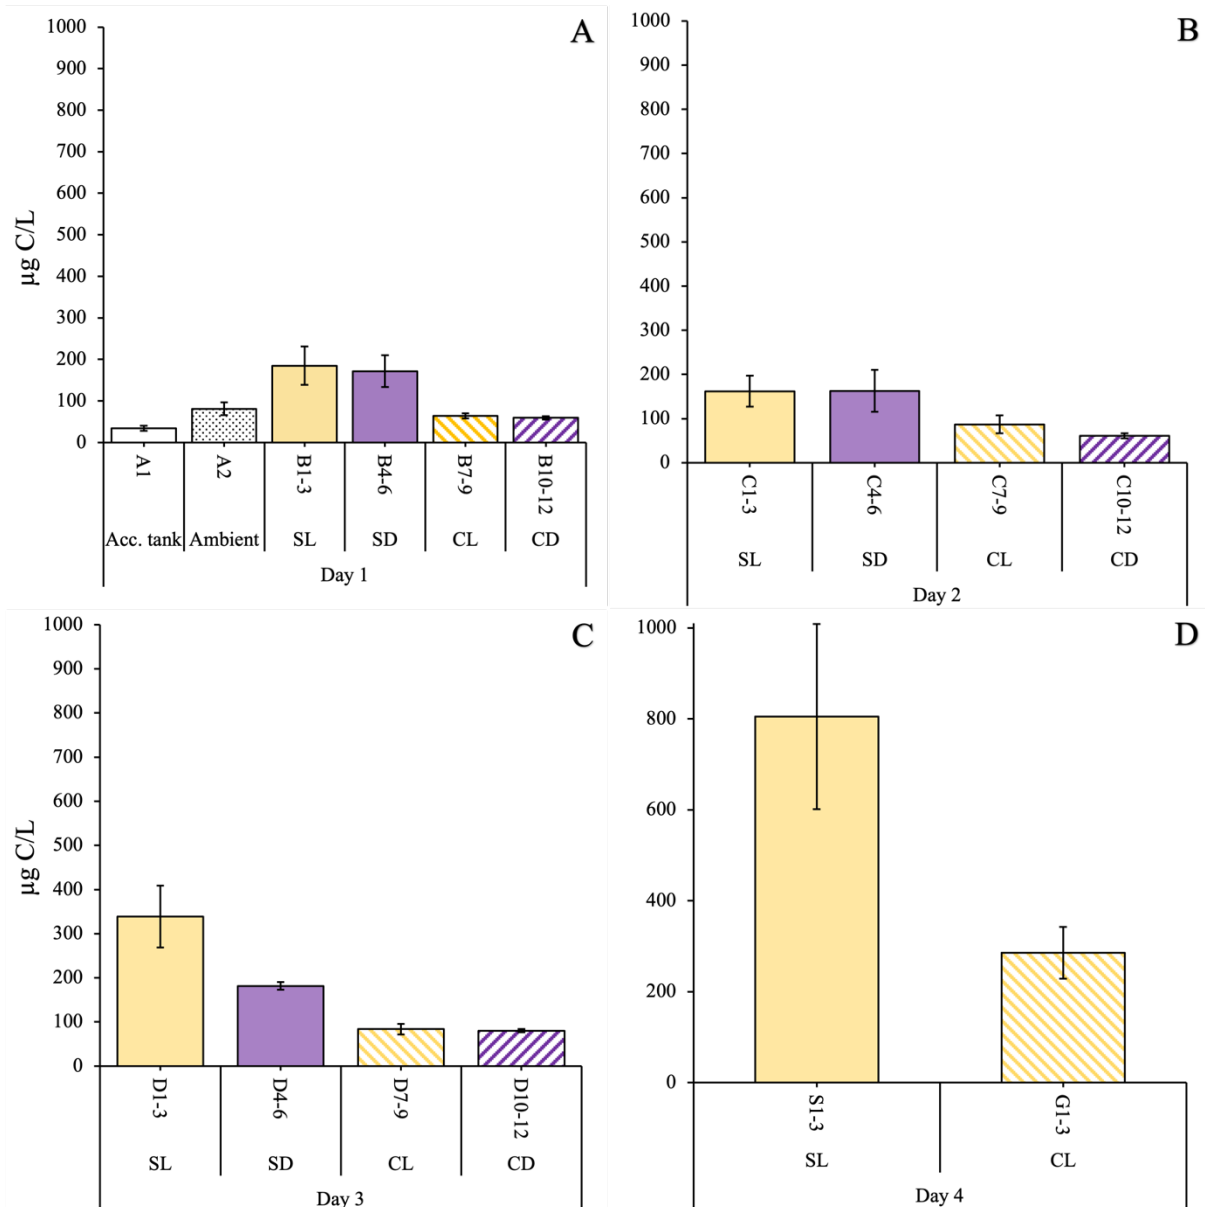 A
µg C/L
1000
900
800
700
600
500
400
300
200
100
0
A1 A2 B1-3 B4-6 B7-9 B10-12
Acc. tank Ambient SL SD CL CD
Day 1
B
1000
900
800
700
600
500
400
300
200
100
0
C1-3 C4-6 C7-9 C10-12
SL SD CL CD
Day 2
C
µg C/L
1000
900
800
700
600
500
400
300
200
100
0
D1-3 D4-6 D7-9 D10-12
SL SD CL CD
Day 3
D
1000
800
600
400
200
0
S1-3 G1-3
SL CL
Day 4